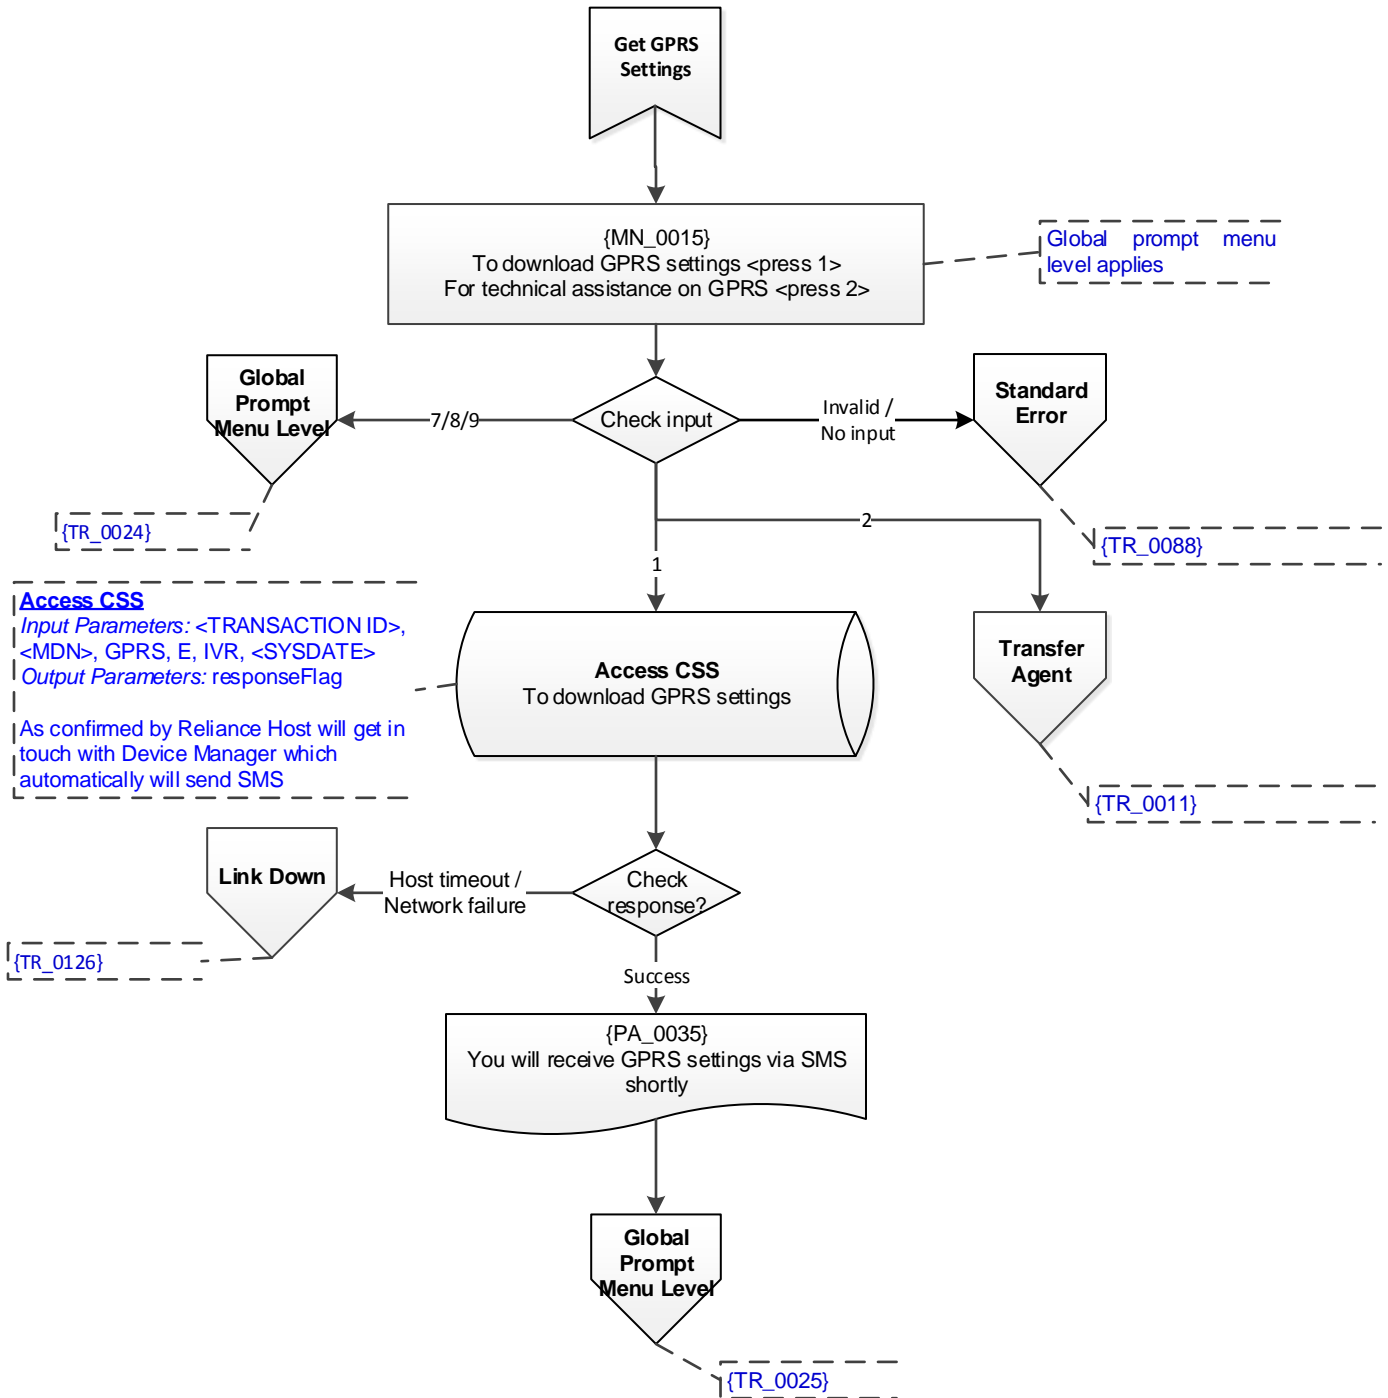 Get GPRS
Settings
{MN_0015}
To download GPRS settings <press 1>
For technical assistance on GPRS <press 2>
Global prompt menu
level applies
Global
Prompt
Menu Level
7/8/9
Check input
Invalid /
No input
Standard
Error
{TR_0024}
2
{TR_0088}
1
Access CSS
Input Parameters: <TRANSACTION ID>,
<MDN>, GPRS, E, IVR, <SYSDATE>
Output Parameters: responseFlag
As confirmed by Reliance Host will get in
touch with Device Manager which
automatically will send SMS
Access CSS
To download GPRS settings
Transfer
Agent
{TR_0011}
Link Down
Host timeout /
Network failure
Check
response?
{TR_0126}
Success
{PA_0035}
You will receive GPRS settings via SMS
shortly
Global
Prompt
Menu Level
{TR_0025}